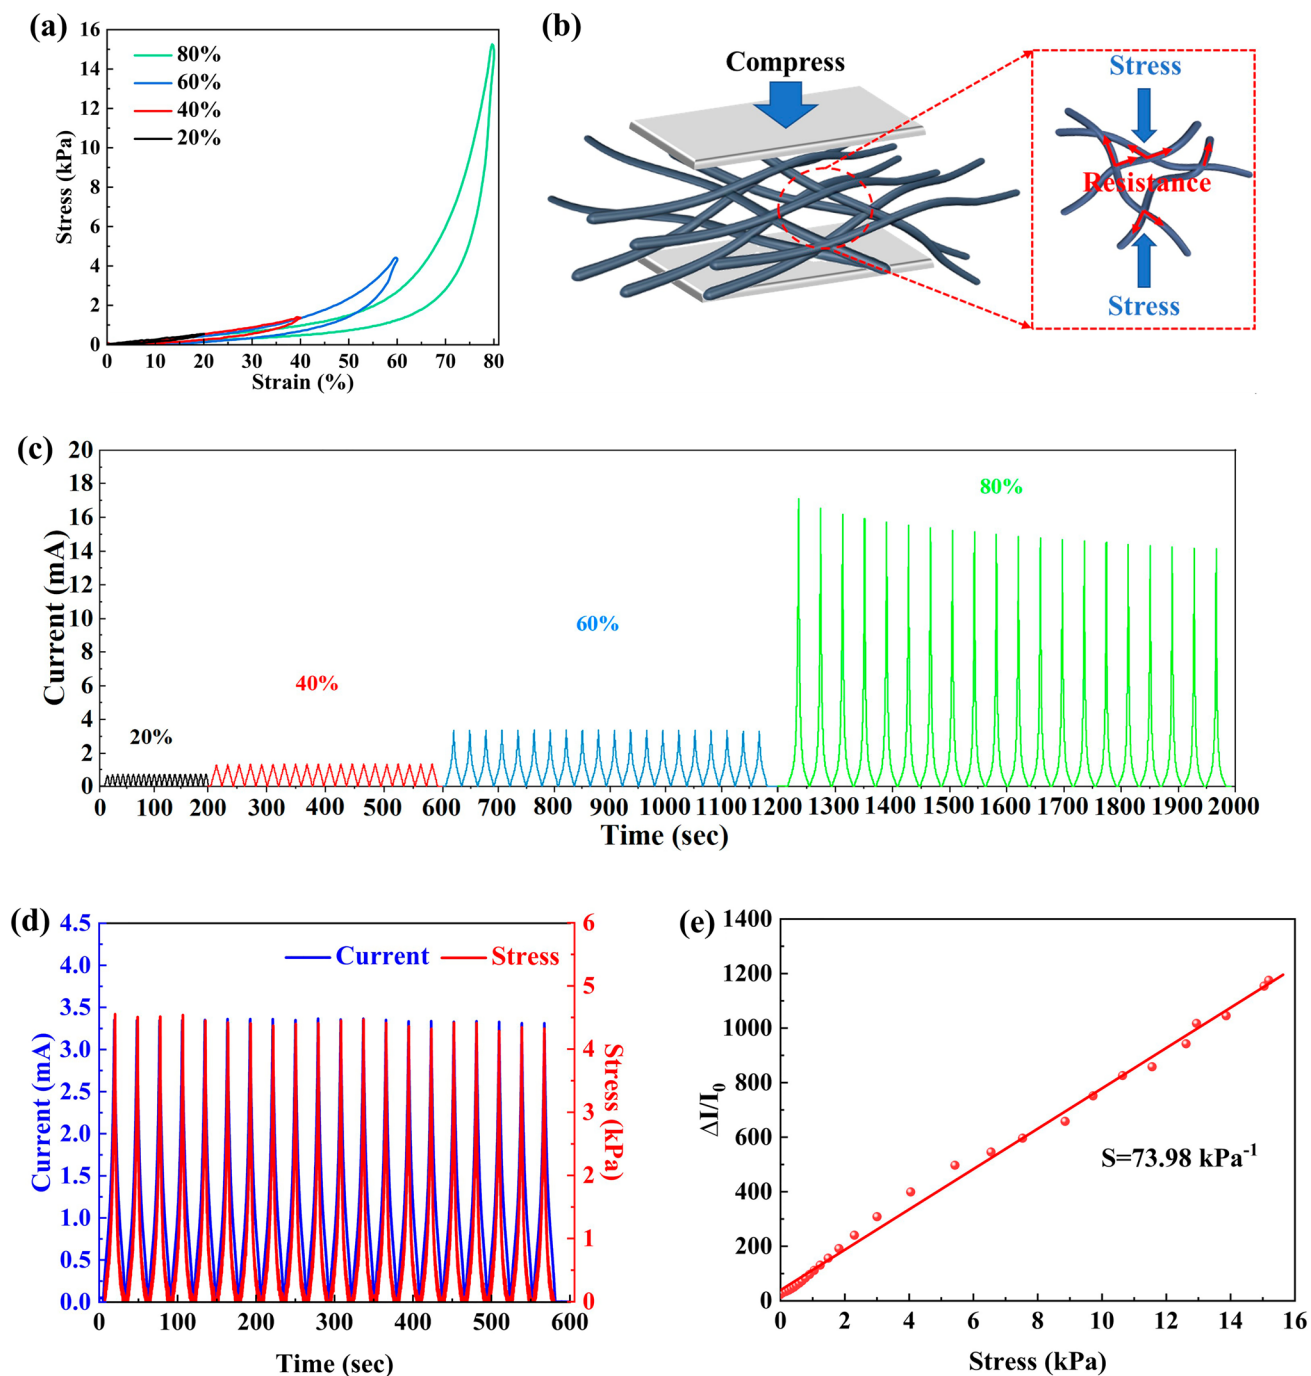 (a)
16
14
12
10
8
6
4
2
0
Stress (kPa)
80%
60%
40%
20%
0 10 20 30 40 50 60 70 80
Strain (%)
(b)
Compress
Stress
Resistance
Stress
(c)
20
18
16
14
12
10
8
6
4
2
0
Current (mA)
20%
40%
60%
80%
0 100 200 300 400 500 600 700 800 900 1000 1100 1200 1300 1400 1500 1600 1700 1800 1900 2000
Time (sec)
(d)
4.5
4.0
3.5
3.0
2.5
2.0
1.5
1.0
0.5
0.0
Current (mA)
Current Stress
6
5
4
3
2
1
0
Stress (kPa)
0 100 200 300 400 500 600
Time (sec)
(e)
1400
1200
1000
800
600
400
200
0
ΔI/I₀
S=73.98 kPa⁻¹
0 2 4 6 8 10 12 14 16
Stress (kPa)